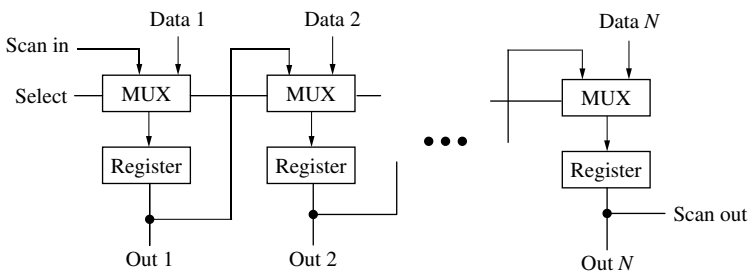 Data 1
Data 2
Data N
Scan in
Select
MUX
MUX
MUX
Register
Register
Register
Scan out
Out 1
Out 2
Out N